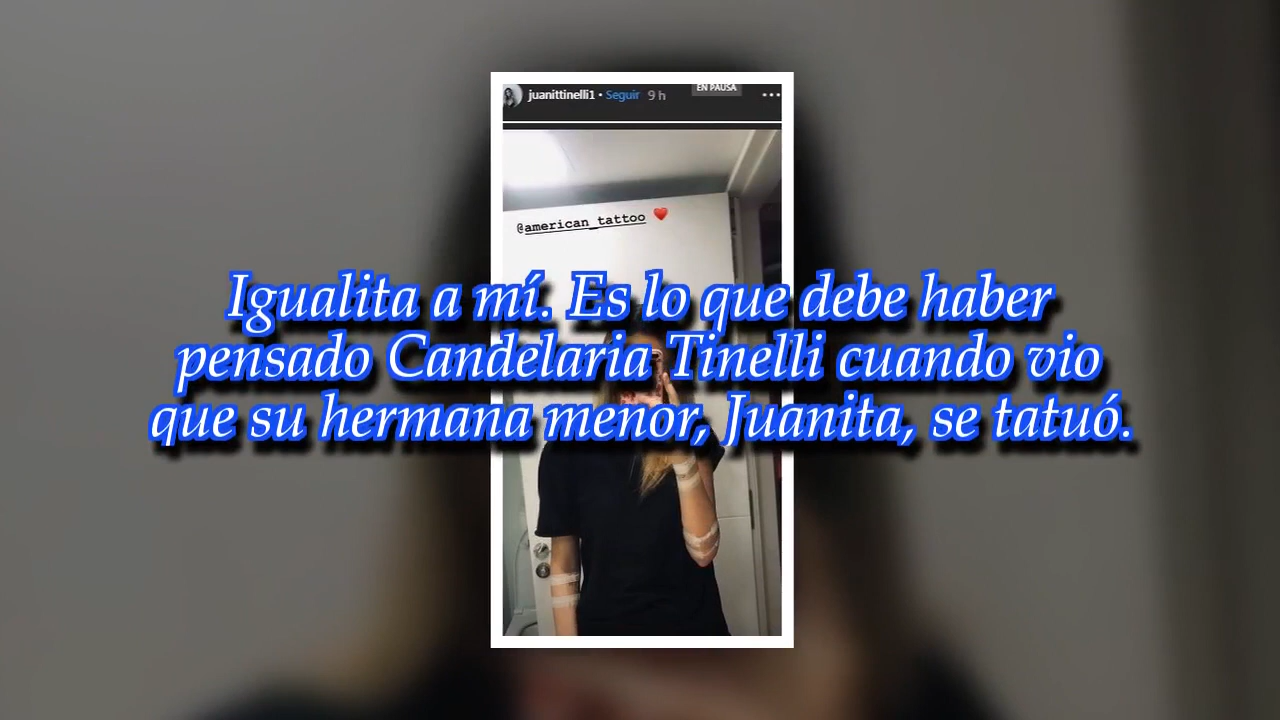 juanittinelli1 • Seguir 9 h
EN PAUSA
@american_tattoo
Igualita a mí. Es lo que debe haber
pensado Candelaria Tinelli cuando vio
que su hermana menor, Juanita, se tatuó.